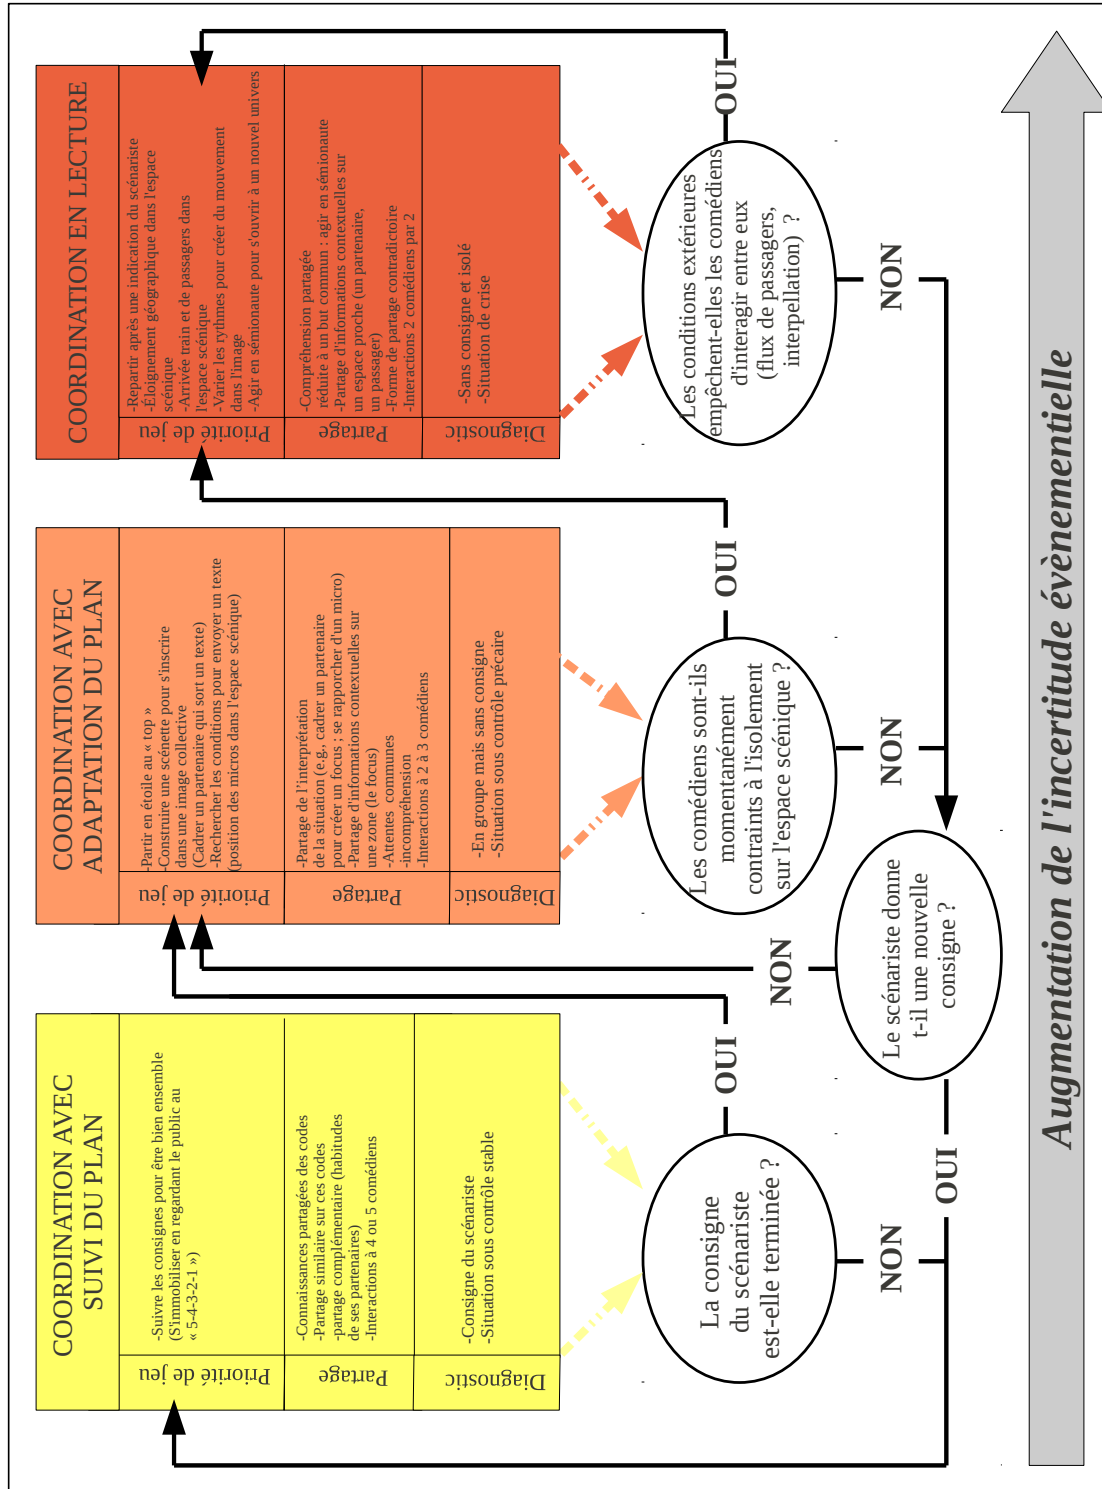 COORDINATION AVEC
SUIVI DU PLAN
Priorité de jeu
-Suivre les consignes pour être bien ensemble
(S'immobiliser en regardant le public au
« 5-4-3-2-1 »)
Partage
-Connaissances partagées des codes
-Partage similaire sur ces codes
-partage complémentaire (habitudes
de ses partenaires)
-Interactions à 4 ou 5 comédiens
Diagnostic
-Consigne du scénariste
-Situation sous contrôle stable
COORDINATION AVEC
ADAPTATION DU PLAN
Priorité de jeu
-Partir en étoile au « top »
-Construire une scénette pour s'inscrire
dans une image collective
(Cadrer un partenaire qui sort un texte)
-Rechercher les conditions pour envoyer un texte
(position des micros dans l'espace scénique)
Partage
-Partage de l'interprétation
de la situation (e.g., cadrer un partenaire
pour créer un focus ; se rapporcher d'un micro)
-Partage d'informations contextuelles sur
une zone (le focus)
-Attentes communes
-incompréhension
-Interactions à 2 à 3 comédiens
Diagnostic
-En groupe mais sans consigne
-Situation sous contrôle précaire
COORDINATION EN LECTURE
Priorité de jeu
-Repartir après une indication du scénariste
-Éloignement géographique dans l'espace
scénique
-Arrivée train et de passagers dans
l'espace scénique
-Varier les rythmes pour créer du mouvement
dans l'image
-Agir en sémionaute pour s'ouvrir à un nouvel univers
Partage
-Compréhension partagée
réduite à un but commun : agir en sémionaute
-Partage d'informations contextuelles sur
un espace proche (un partenaire,
un passager)
-Forme de partage contradictoire
-Interactions 2 comédiens par 2
Diagnostic
-Sans consigne et isolé
-Situation de crise
La consigne
du scénariste
est-elle terminée ?
OUI
NON
Les comédiens sont-ils
momentanément
contraints à l'isolement
sur l'espace scénique ?
OUI
NON
Les conditions extérieures
empêchent-elles les comédiens
d'interagir entre eux
(flux de passagers,
interpellation) ?
OUI
NON
Le scénariste donne
t-il une nouvelle
consigne ?
NON
OUI
Augmentation de l'incertitude évènementielle